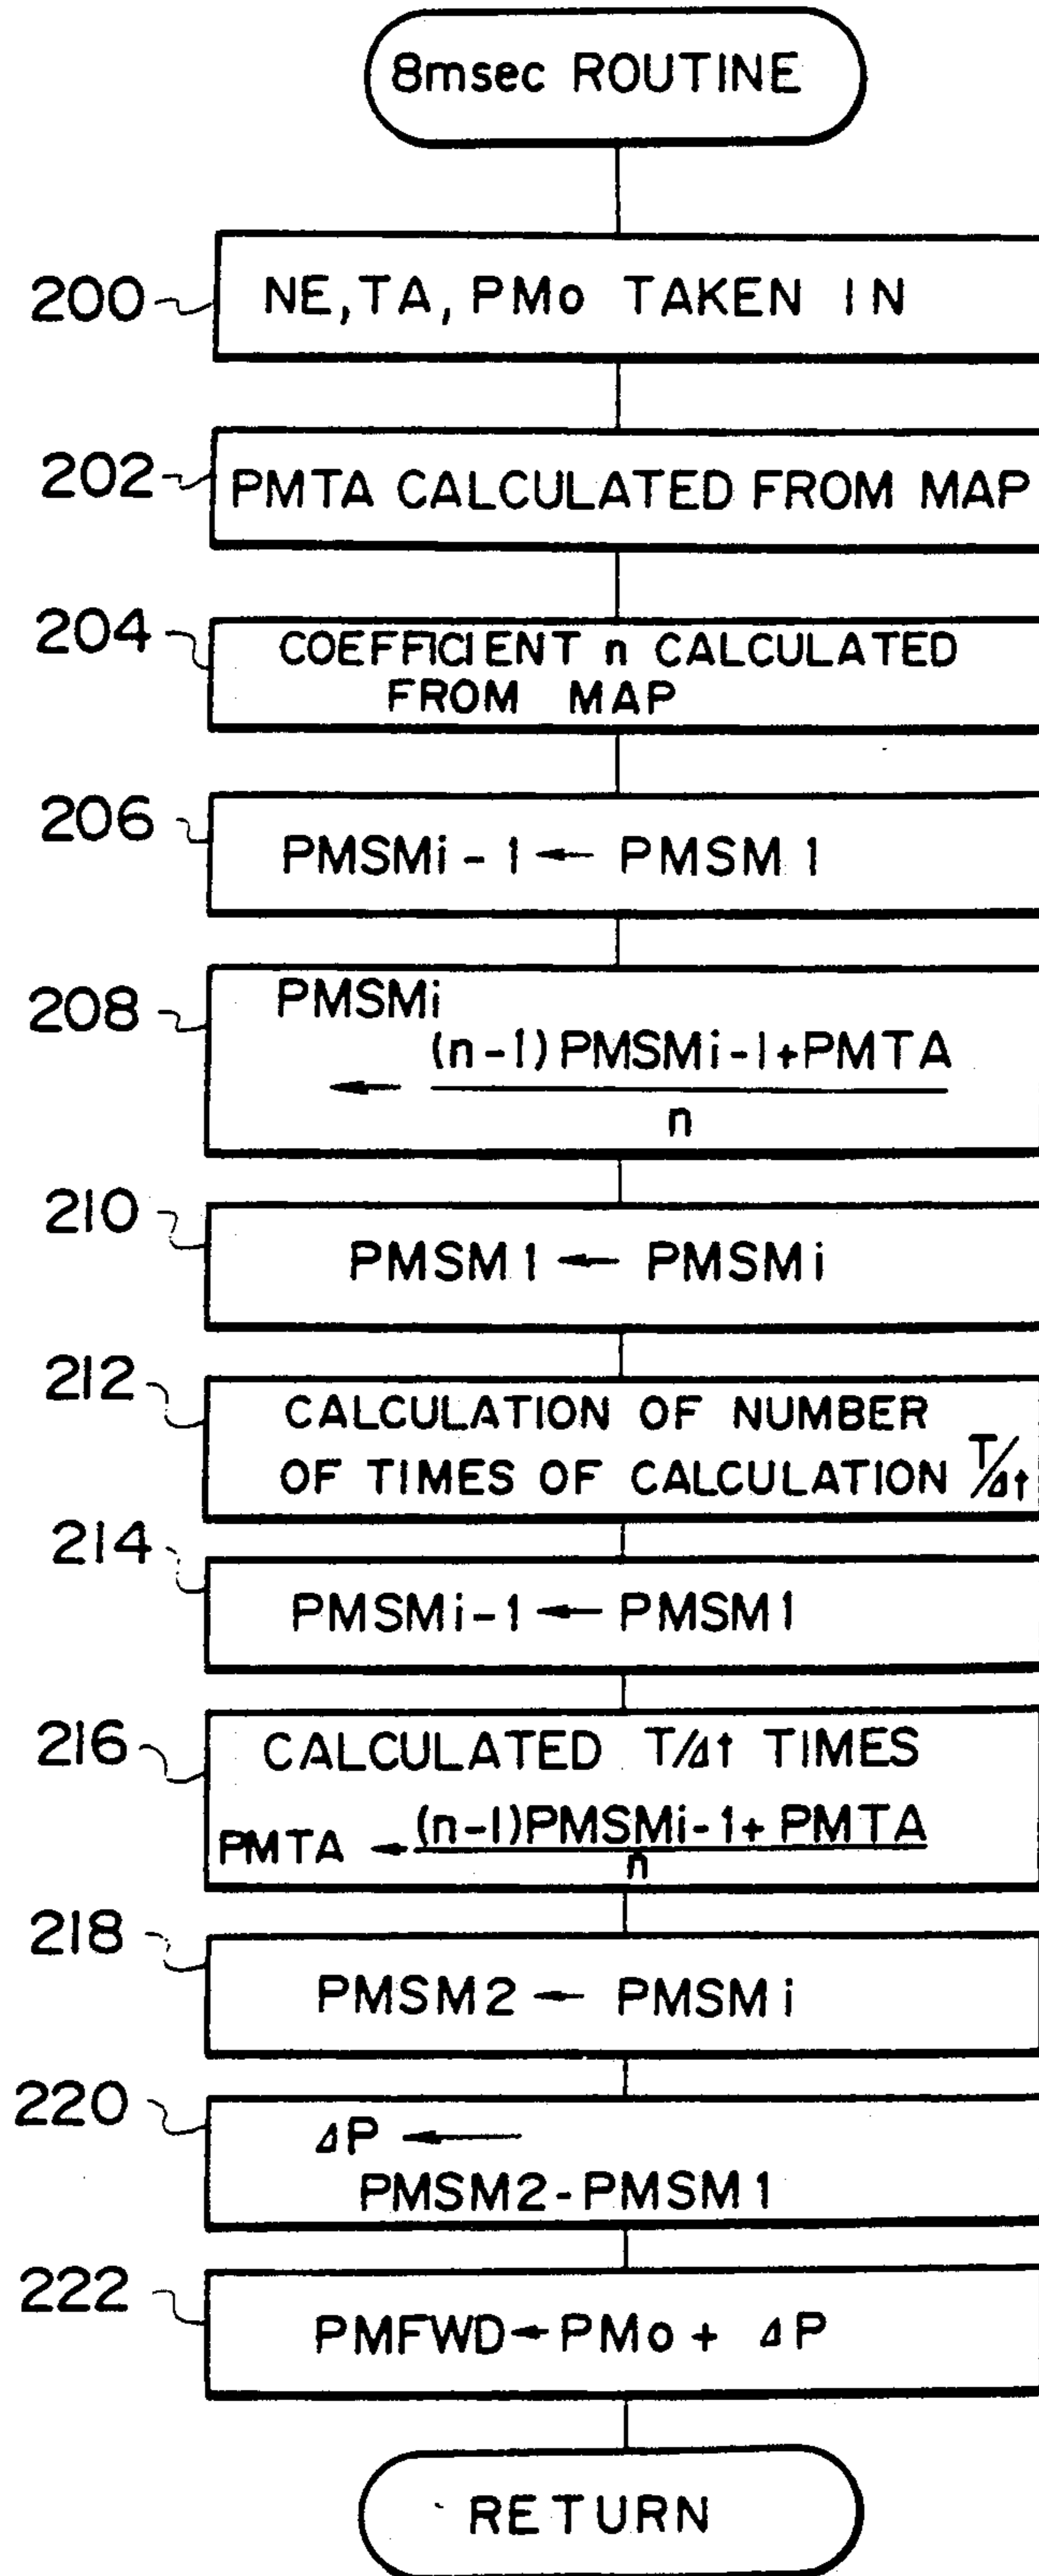 8msec ROUTINE
200
NE, TA, PMo TAKEN IN
202
PMTA CALCULATED FROM MAP
204
COEFFICIENT n CALCULATED
FROM MAP
206
PMSMi-1 ← PMSM1
208
PMSMi
← (n-1)PMSMi-1+PMTA
n
210
PMSM1 ← PMSMi
212
CALCULATION OF NUMBER
OF TIMES OF CALCULATION T/Δt
214
PMSMi-1 ← PMSM1
216
CALCULATED T/Δt TIMES
PMTA ← (n-1)PMSMi-1+PMTA
n
218
PMSM2 ← PMSMi
220
ΔP ←
PMSM2-PMSM1
222
PMFWD ← PMo + ΔP
RETURN